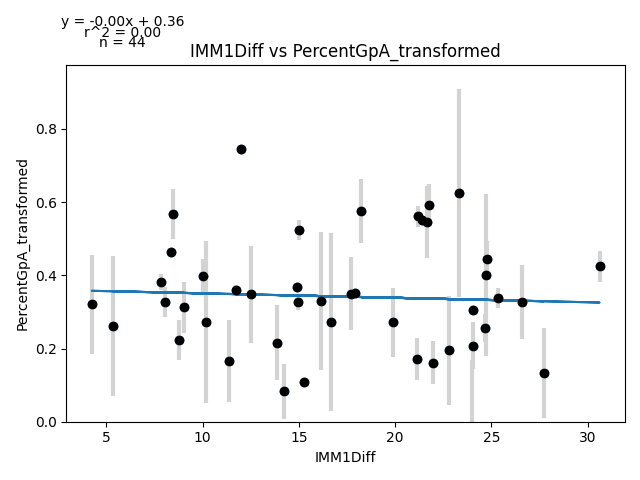 y = -0.00x + 0.36
r^2 = 0.00
n = 44
IMM1Diff vs PercentGpA_transformed
PercentGpA_transformed
0.8
0.6
0.4
0.2
0.0
5 10 15 20 25 30
IMM1Diff